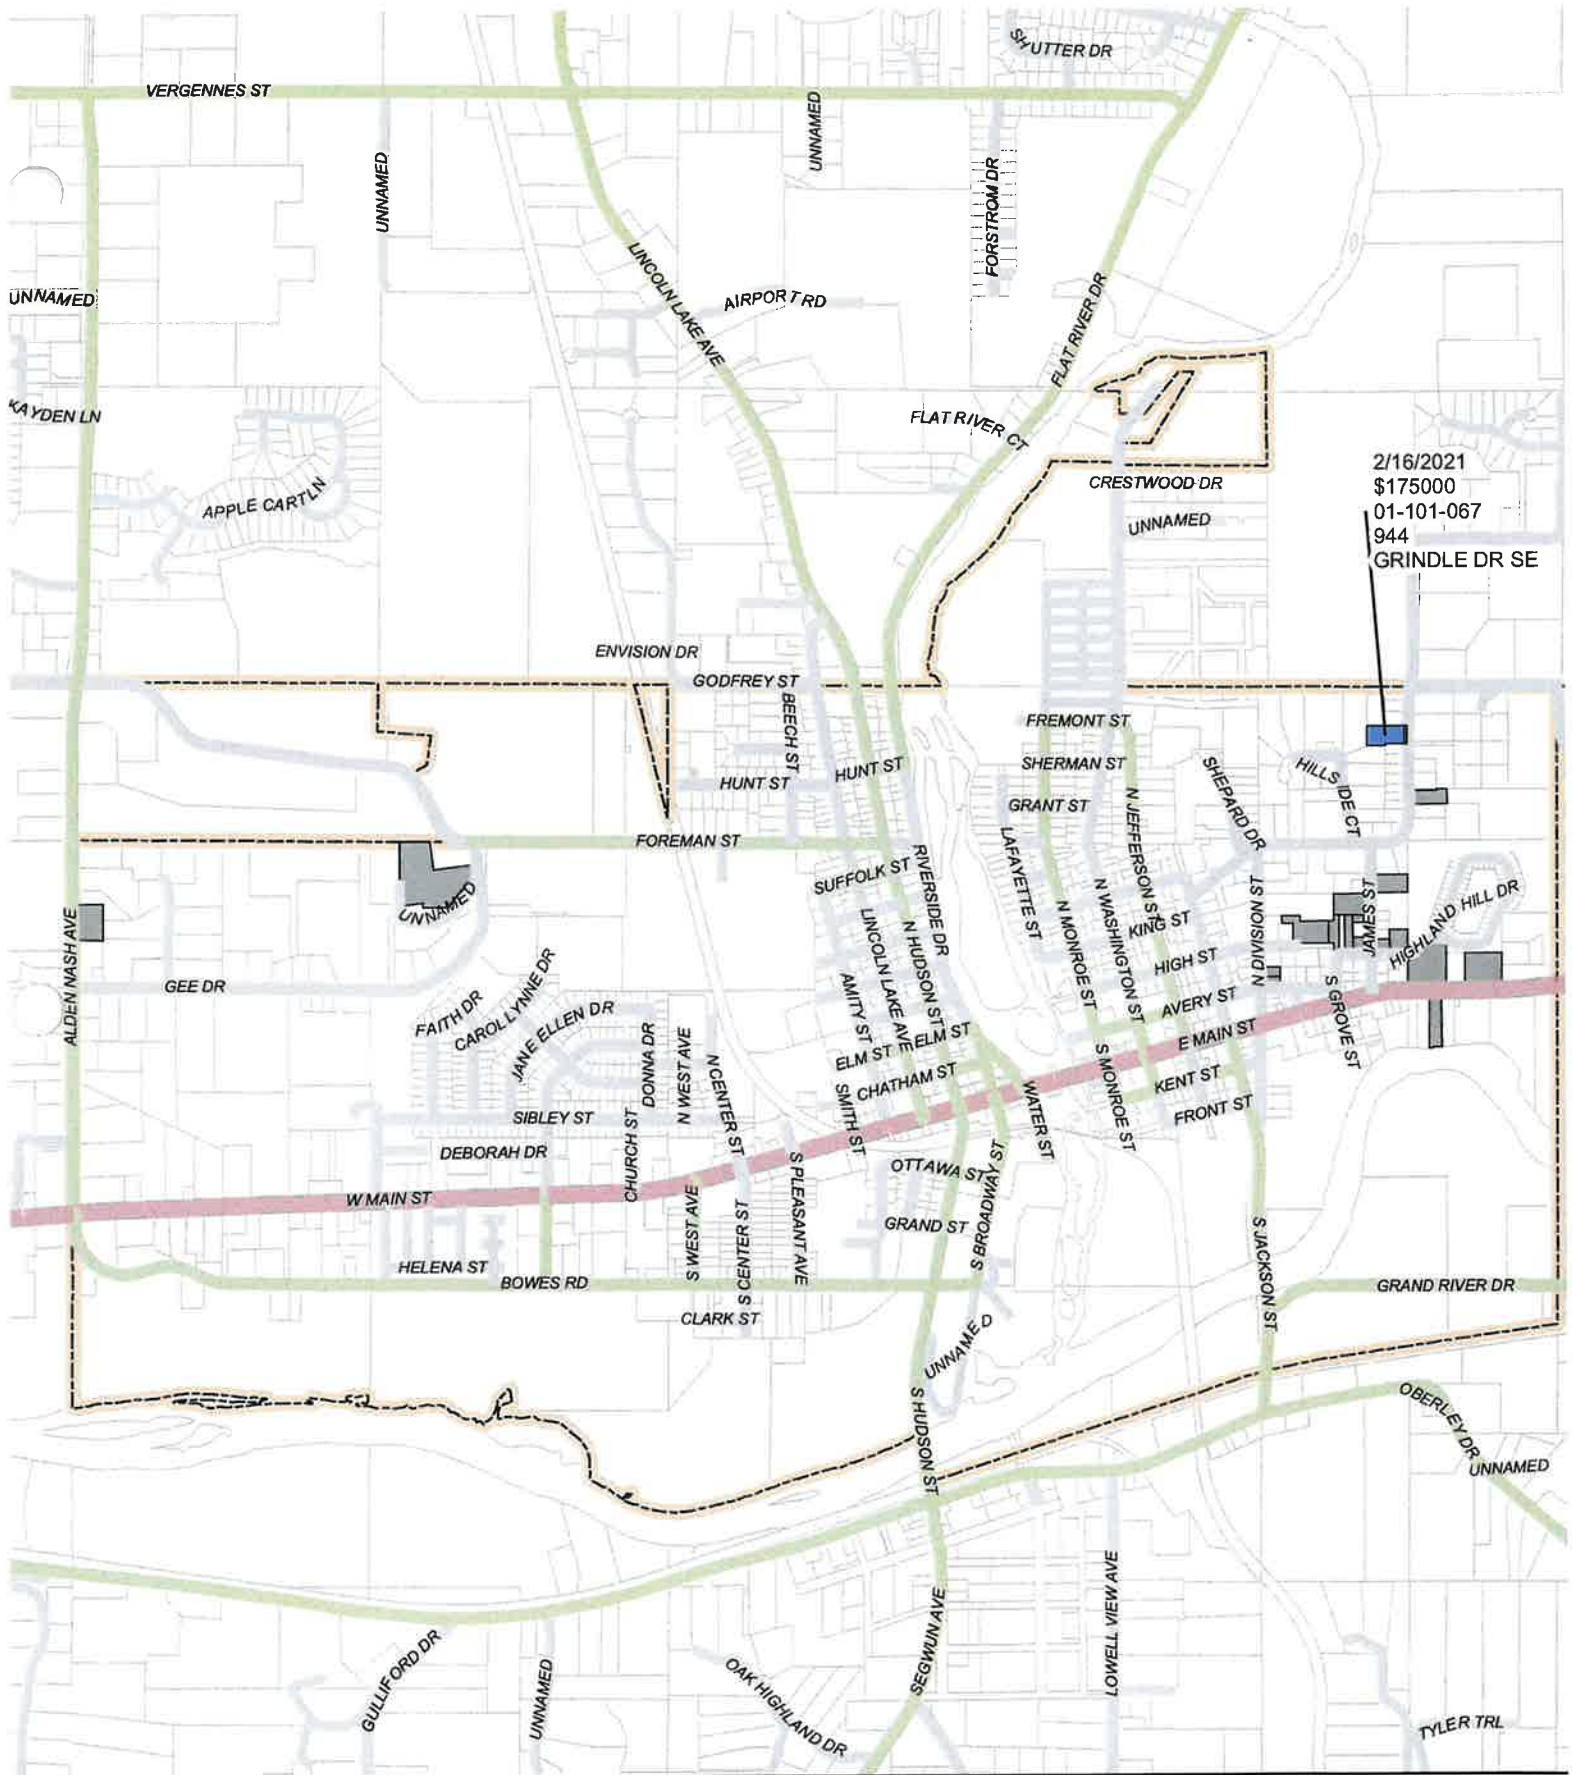 SHUTTER DR
VERGENNES ST
UNNAMED
UNNAMED
FORSTROM DR
LINCOLN LAKE AVE
UNNAMED
AIRPORT RD
FLAT RIVER DR
KAYDEN LN
FLAT RIVER CT
2/16/2021
$175000
01-101-067
944
GRINDLE DR SE
CRESTWOOD DR
APPLE CART LN
UNNAMED
ENVISION DR
GODFREY ST
BEECH ST
FREMONT ST
HUNT ST
HUNT ST
SHERMAN ST
SHEPARD DR
HILLSIDE CT
GRANT ST
N JEFFERSON ST
FOREMAN ST
LAFAYETTE ST
RIVERSIDE DR
SUFFOLK ST
UNNAMED
ALDEN NASH AVE
LINCOLN LAKE AVE
N HUDSON ST
N MONROE ST
N WASHINGTON ST
KING ST
N DIVISION ST
JAMES ST
HIGHLAND HILL DR
HIGH ST
GEE DR
FAITH DR
CAROL LYNNE DR
JANE ELLEN DR
AMITY ST
AVERY ST
S GROVE ST
DONNA DR
N WEST AVE
N CENTER ST
ELM ST
E ELM ST
E MAIN ST
S MONROE ST
CHATHAM ST
KENT ST
SMITH ST
WATER ST
FRONT ST
SIBLEY ST
CHURCH ST
DEBORAH DR
S PLEASANT AVE
OTTAWA ST
S BROADWAY ST
W MAIN ST
S WEST AVE
S CENTER ST
GRAND ST
S JACKSON ST
HELENA ST
BOWES RD
GRAND RIVER DR
CLARK ST
UNNAMED
S HUDSON ST
OBERLEY DR
UNNAMED
LOWELL VIEW AVE
SEGWUN AVE
GULLIFORD DR
UNNAMED
OAK HIGHLAND DR
TYLER TRL